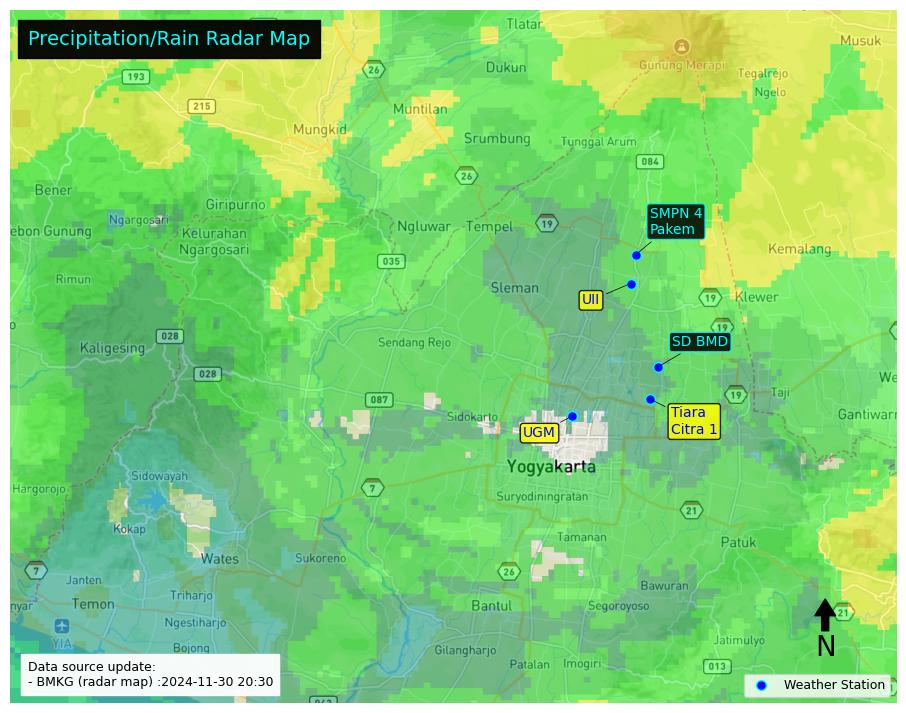 Precipitation/Rain Radar Map
Tlatar
Musuk
26
193
Dukun
Gunung Merapi
Tegalrejo
Ngelo
215
Muntilan
Mungkid
Srumbung
Tunggal Arum
084
26
Bener
Giripurno
Ngargosari
SMPN 4
Pakem
ebon Gunung
Kelurahan
Ngargosari
Ngluwar
Tempel
19
Kemalang
035
Rimun
Sleman
UII
19
Klewer
19
028
Kaligesing
Sendang Rejo
SD BMD
028
087
19
Taji
We
Sidokarto
Tiara
Citra 1
Gantiwarn
UGM
Yogyakarta
Sidowayah
Hargorojo
7
Suryodiningratan
21
Kokap
Wates
Sukoreno
Tamanan
Patuk
7
Janten
26
Bawuran
nyar
Temon
Triharjo
Bantul
Segoroyoso
21
Ngestiharjo
YIA
Bojong
N
Jatimulyo
Gilangharjo
Patalan
Imogiri
013
Data source update:
- BMKG (radar map) :2024-11-30 20:30
Weather Station